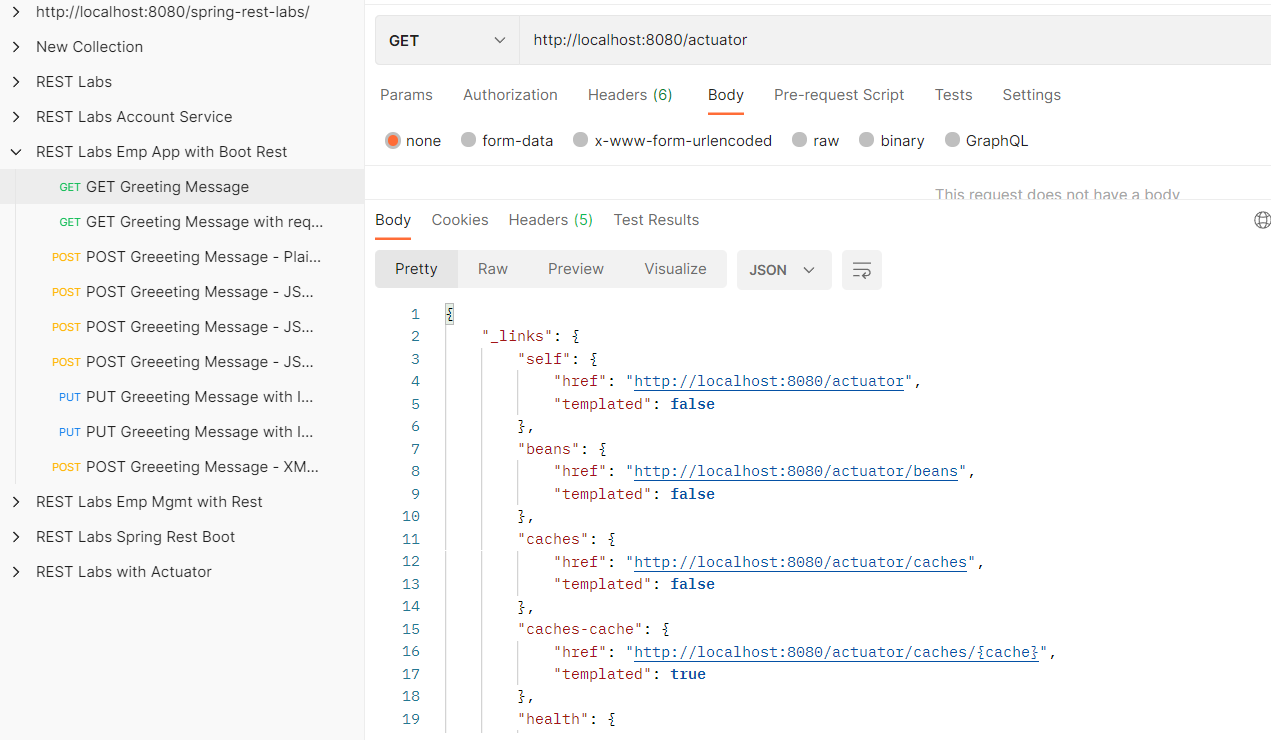 http://localhost:8080/spring-rest-labs/
New Collection
REST Labs
REST Labs Account Service
REST Labs Emp App with Boot Rest
GET GET Greeting Message
GET GET Greeting Message with req...
POST POST Greeeting Message - Plai...
POST POST Greeeting Message - JS...
POST POST Greeeting Message - JS...
POST POST Greeeting Message - JS...
PUT PUT Greeeting Message with I...
PUT PUT Greeeting Message with I...
POST POST Greeeting Message - XM...
REST Labs Emp Mgmt with Rest
REST Labs Spring Rest Boot
REST Labs with Actuator
GET http://localhost:8080/actuator
Params Authorization Headers (6) Body Pre-request Script Tests Settings
none form-data x-www-form-urlencoded raw binary GraphQL
This request does not have a body
Body Cookies Headers (5) Test Results
Pretty Raw Preview Visualize JSON
1 {
2 "_links": {
3 "self": {
4 "href": "http://localhost:8080/actuator",
5 "templated": false
6 },
7 "beans": {
8 "href": "http://localhost:8080/actuator/beans",
9 "templated": false
10 },
11 "caches": {
12 "href": "http://localhost:8080/actuator/caches",
13 "templated": false
14 },
15 "caches-cache": {
16 "href": "http://localhost:8080/actuator/caches/{cache}",
17 "templated": true
18 },
19 "health": {